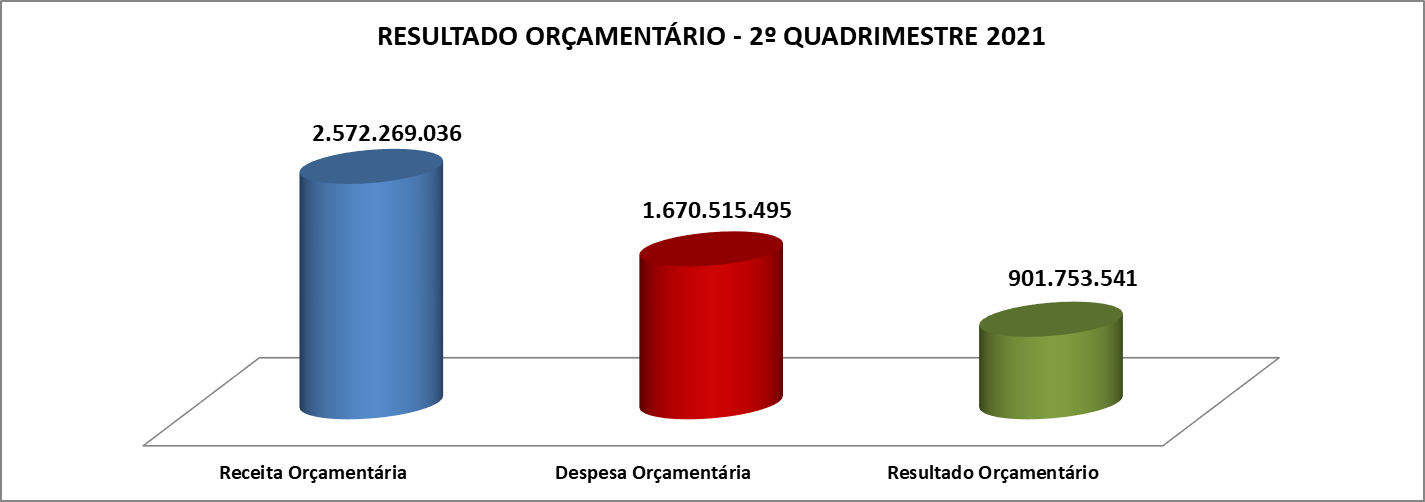 RESULTADO ORÇAMENTÁRIO - 2º QUADRIMESTRE 2021
2.572.269.036
1.670.515.495
901.753.541
Receita Orçamentária
Despesa Orçamentária
Resultado Orçamentário